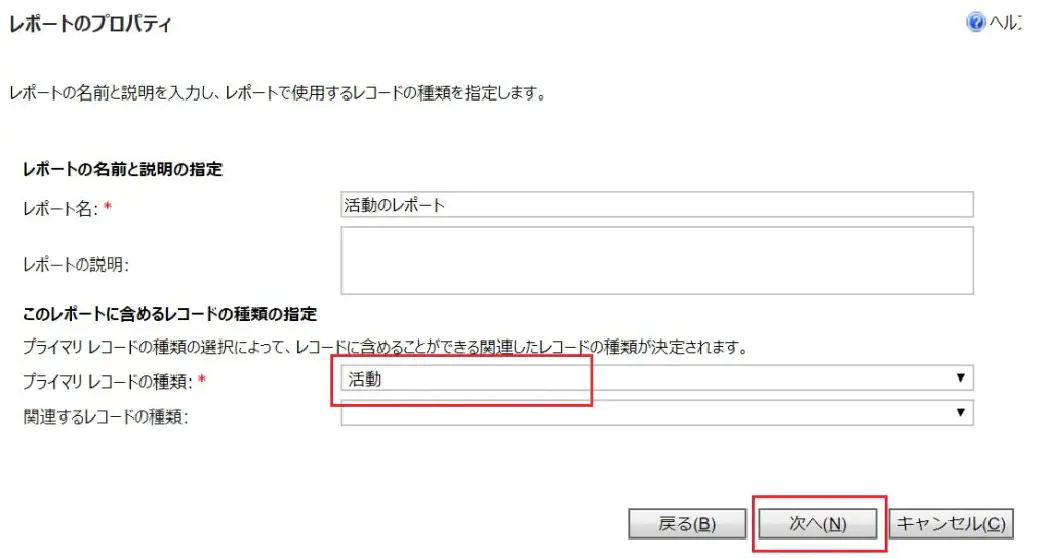 レポートのプロパティ
ヘルプ
レポートの名前と説明を入力し、レポートで使用するレコードの種類を指定します。
レポートの名前と説明の指定
レポート名: *
活動のレポート
レポートの説明:
このレポートに含めるレコードの種類の指定
プライマリ レコードの種類の選択によって、レコードに含めることができる関連したレコードの種類が決定されます。
プライマリ レコードの種類: *
活動
関連するレコードの種類:
戻る(B) 次へ(N) キャンセル(C)